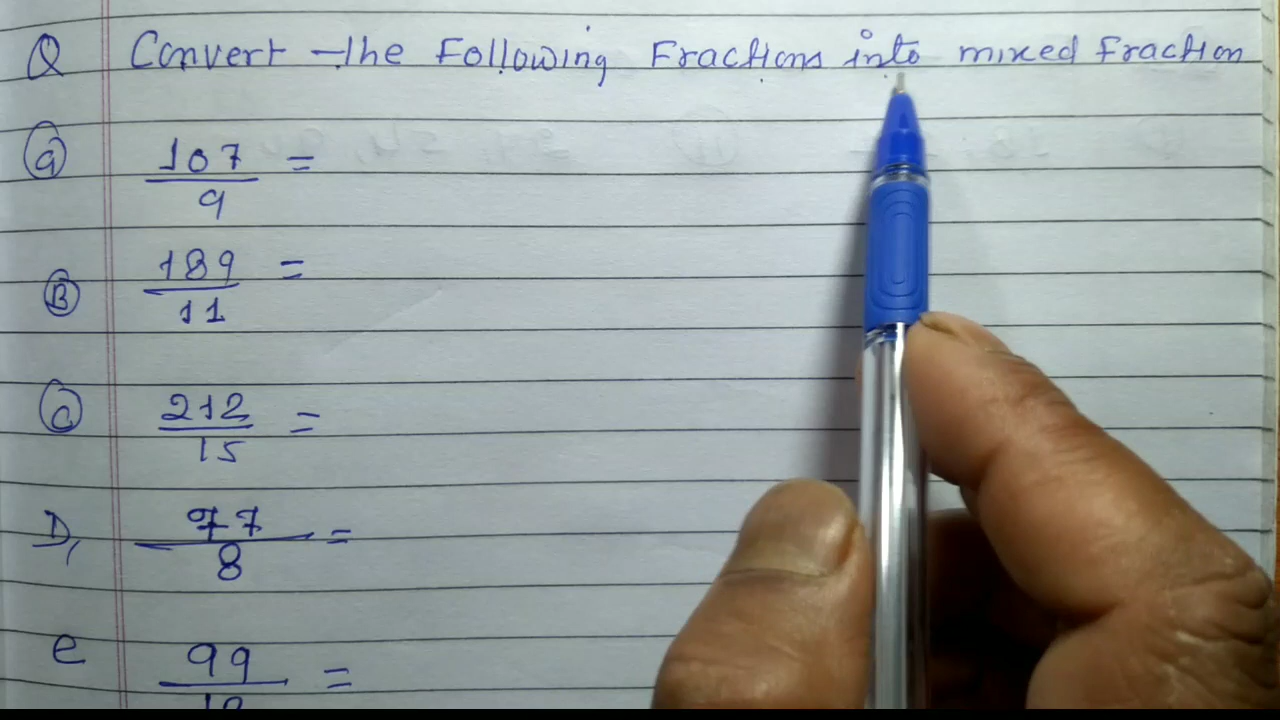 Q Convert the Following Fractions into mixed fraction
a 107/9 =
B 189/11 =
C 212/15 =
D, 77/8 =
e 99/ =